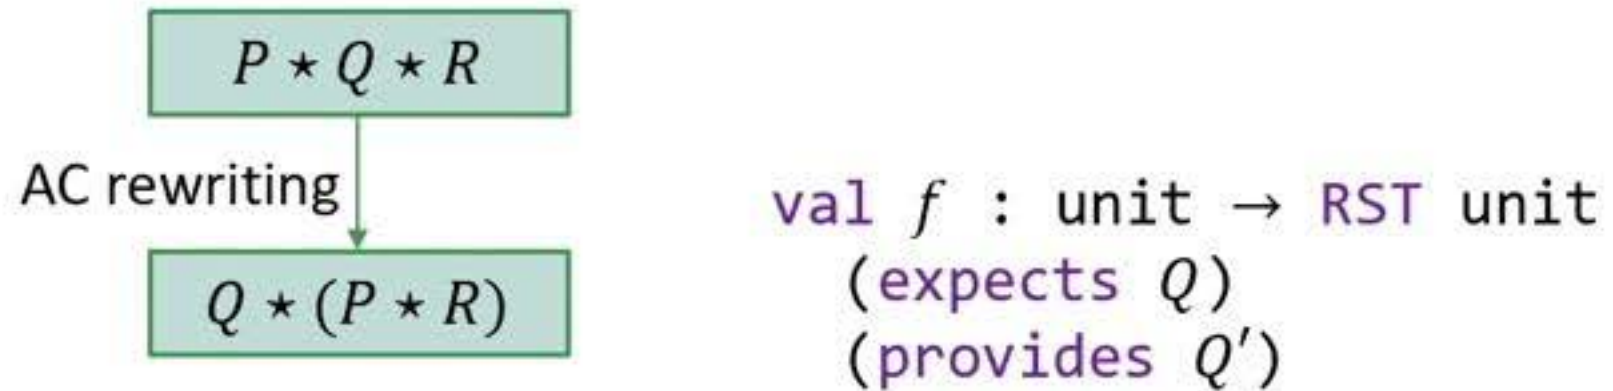 P ⋆ Q ⋆ R
AC rewriting
Q ⋆ (P ⋆ R)
val f : unit → RST unit
(expects Q)
(provides Q′)